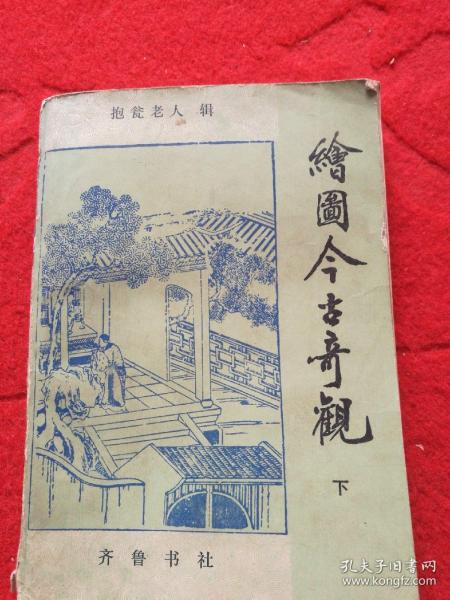 抱瓮老人 辑
繪圖今古奇觀
下
齐鲁书社
孔夫子旧书网
www.kongfz.com